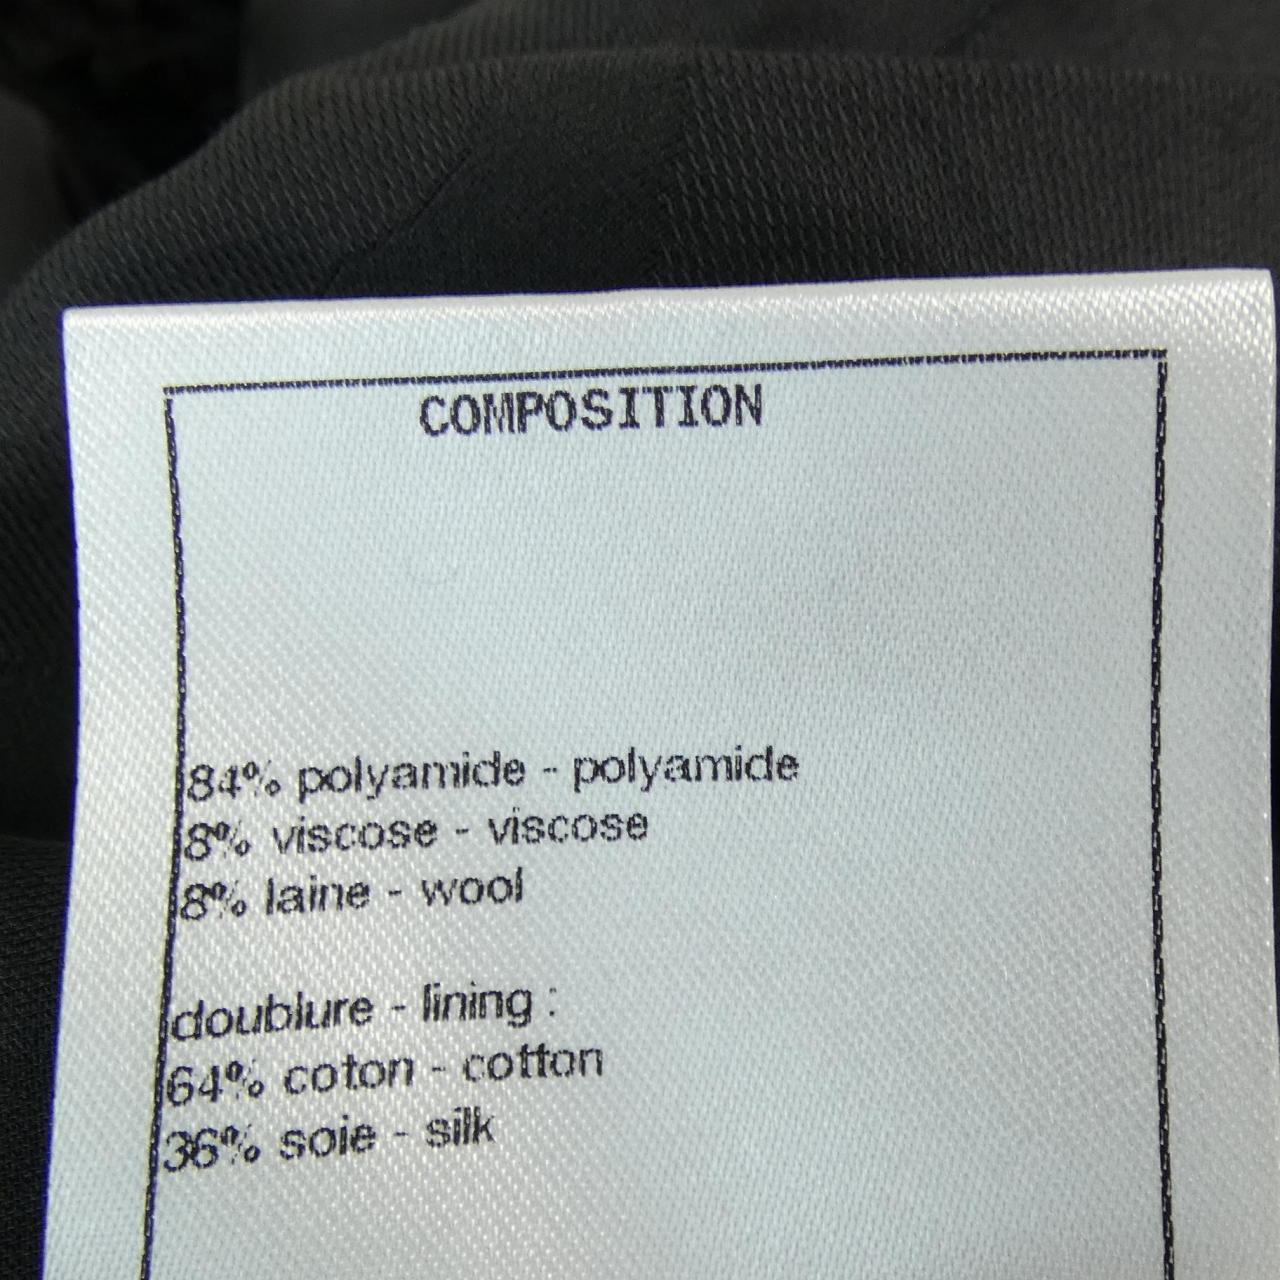 COMPOSITION
84% polyamide - polyamide
8% viscose - viscose
8% laine - wool
doublure - lining :
64% coton - cotton
36% soie - silk